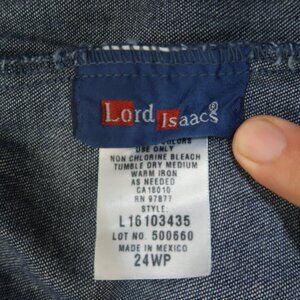 Lord Isaacs
COLORS
USE ONLY
NON CHLORINE BLEACH
TUMBLE DRY MEDIUM
WARM IRON
AS NEEDED
CA18010
RN 97877
STYLE:
L16103435
LOT NO. 500660
MADE IN MEXICO
24WP